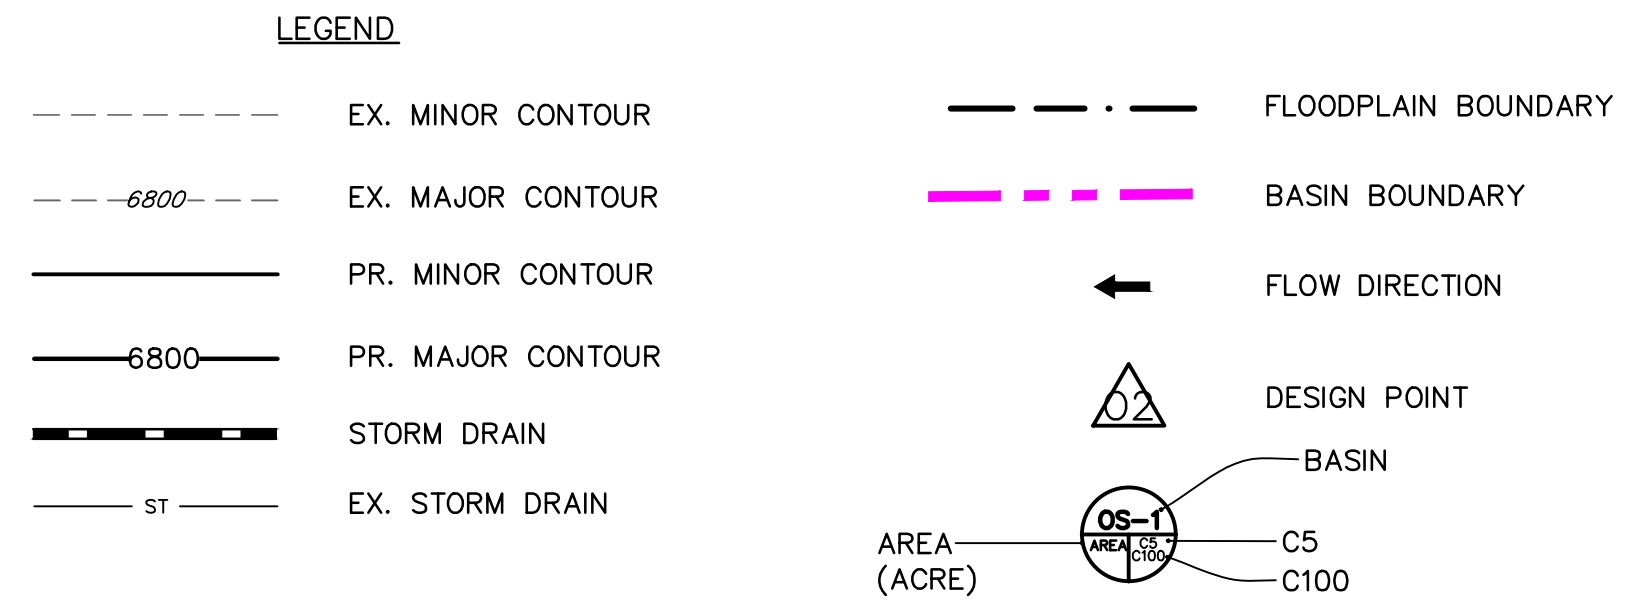 LEGEND
EX. MINOR CONTOUR
6800 EX. MAJOR CONTOUR
PR. MINOR CONTOUR
6800 PR. MAJOR CONTOUR
STORM DRAIN
ST EX. STORM DRAIN
FLOODPLAIN BOUNDARY
BASIN BOUNDARY
FLOW DIRECTION
02 DESIGN POINT
BASIN
OS-1
AREA C5
C100
AREA
(ACRE)
C5
C100